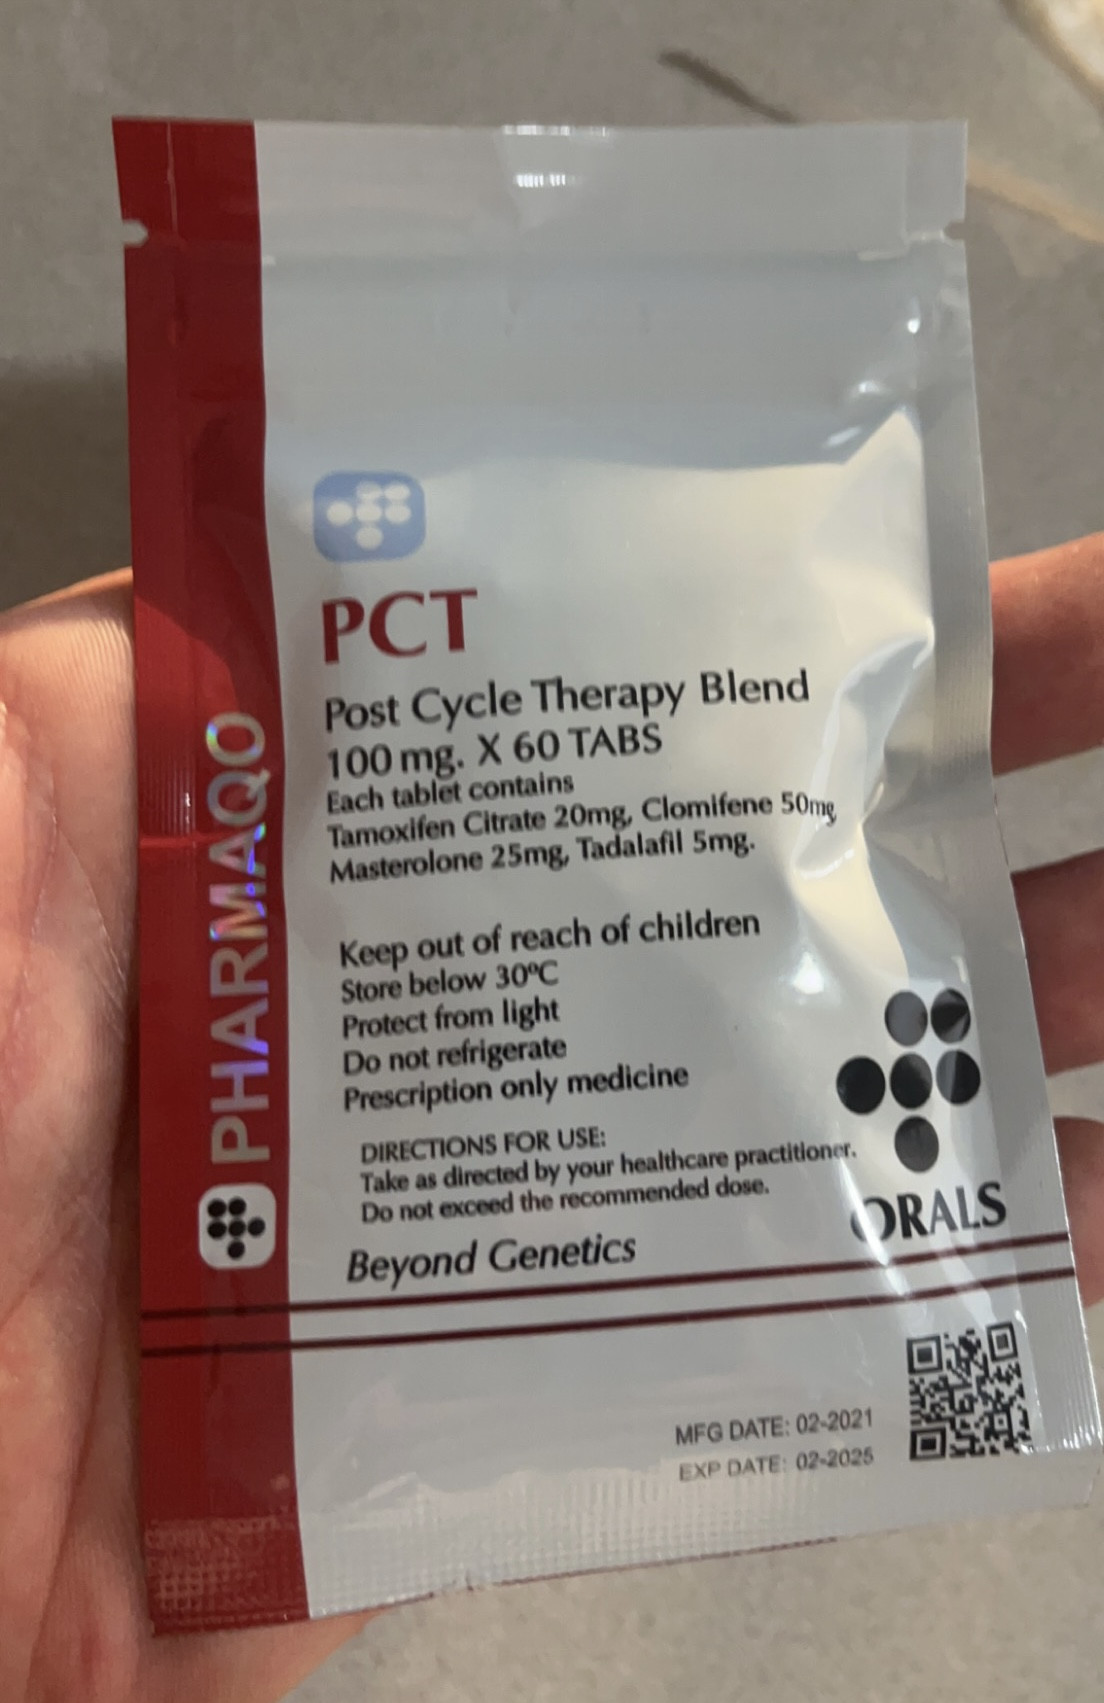 PHARMAQO
PCT
Post Cycle Therapy Blend
100 mg. X 60 TABS
Each tablet contains
Tamoxifen Citrate 20mg, Clomifene 50mg,
Masterolone 25mg, Tadalafil 5mg.
Keep out of reach of children
Store below 30ºC
Protect from light
Do not refrigerate
Prescription only medicine
DIRECTIONS FOR USE:
Take as directed by your healthcare practitioner.
Do not exceed the recommended dose.
ORALS
Beyond Genetics
MFG DATE: 02-2021
EXP DATE: 02-2025